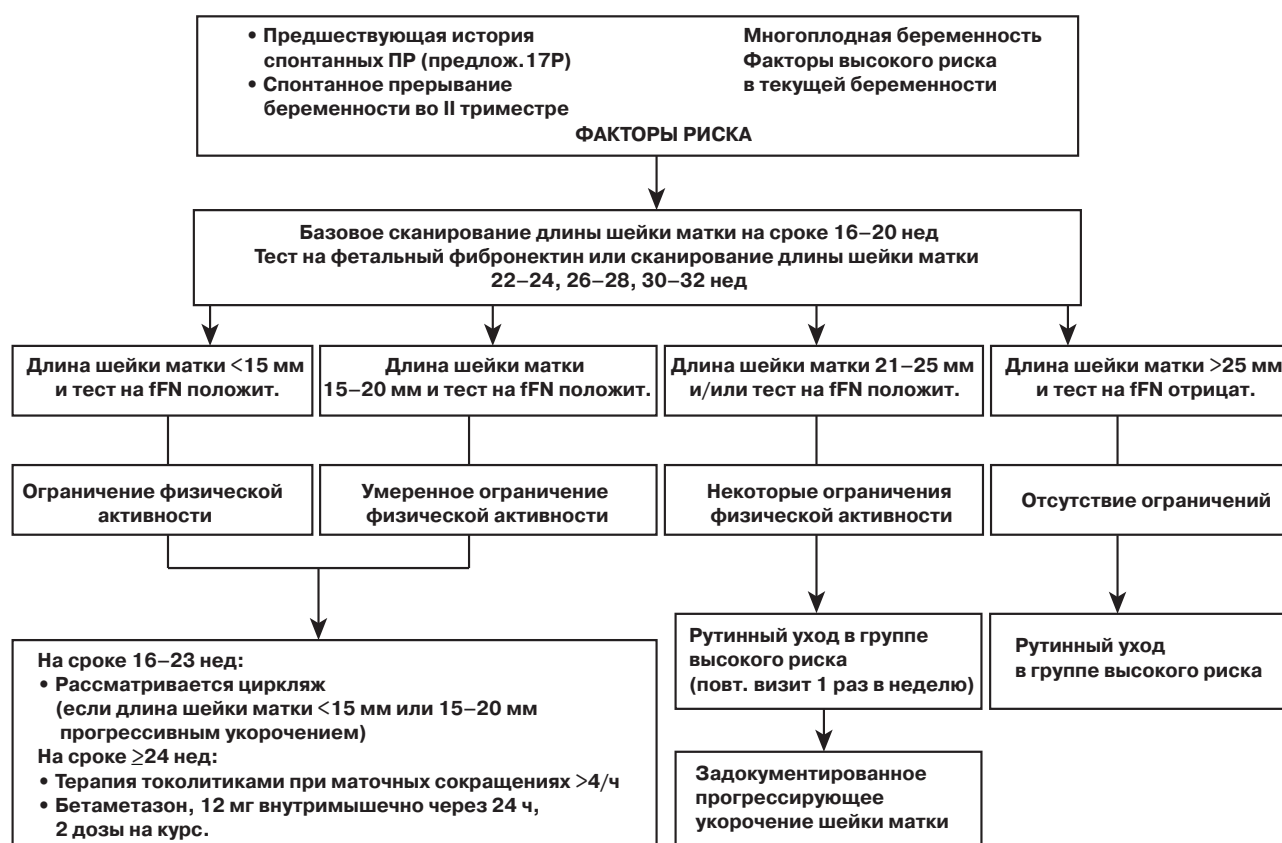 • Предшествующая история
спонтанных ПР (предлож.17Р)
• Спонтанное прерывание
беременности во II триместре
Многоплодная беременность
Факторы высокого риска
в текущей беременности
ФАКТОРЫ РИСКА
Базовое сканирование длины шейки матки на сроке 16–20 нед
Тест на фетальный фибронектин или сканирование длины шейки матки
22–24, 26–28, 30–32 нед
Длина шейки матки <15 мм
и тест на fFN положит.
Длина шейки матки
15–20 мм и тест на fFN положит.
Длина шейки матки 21–25 мм
и/или тест на fFN положит.
Длина шейки матки >25 мм
и тест на fFN отрицат.
Ограничение физической
активности
Умеренное ограничение
физической активности
Некоторые ограничения
физической активности
Отсутствие ограничений
На сроке 16–23 нед:
• Рассматривается циркляж
(если длина шейки матки <15 мм или 15–20 мм
прогрессивным укорочением)
На сроке ≥24 нед:
• Терапия токолитиками при маточных сокращениях >4/ч
• Бетаметазон, 12 мг внутримышечно через 24 ч,
2 дозы на курс.
Рутинный уход в группе
высокого риска
(повт. визит 1 раз в неделю)
Рутинный уход
в группе высокого риска
Задокументированное
прогрессирующее
укорочение шейки матки